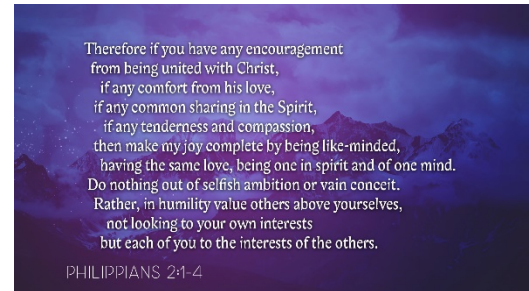 Therefore if you have any encouragement
from being united with Christ,
if any comfort from his love,
if any common sharing in the Spirit,
if any tenderness and compassion,
then make my joy complete by being like-minded,
having the same love, being one in spirit and of one mind.
Do nothing out of selfish ambition or vain conceit.
Rather, in humility value others above yourselves,
not looking to your own interests
but each of you to the interests of the others.
PHILIPPIANS 2:1-4